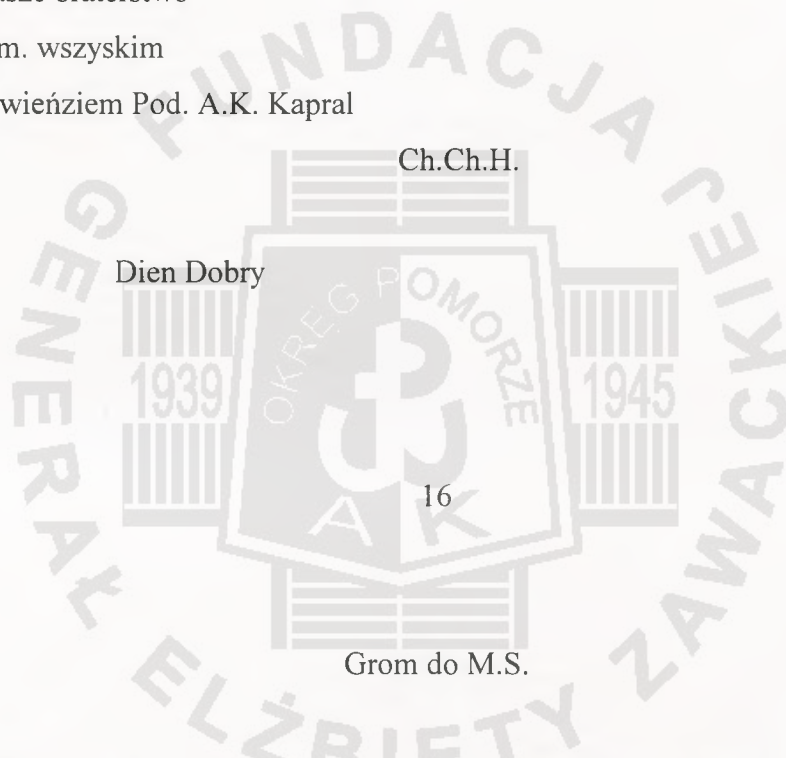 m. wszyskim
wieńziem Pod. A.K. Kapral
Ch.Ch.H.
Dien Dobry
16
Grom do M.S.
FUNDACJA GENERAŁ ELŻBIETY ZAWACKIEJ
OKRĘG POMORZE
1939
1945
A K